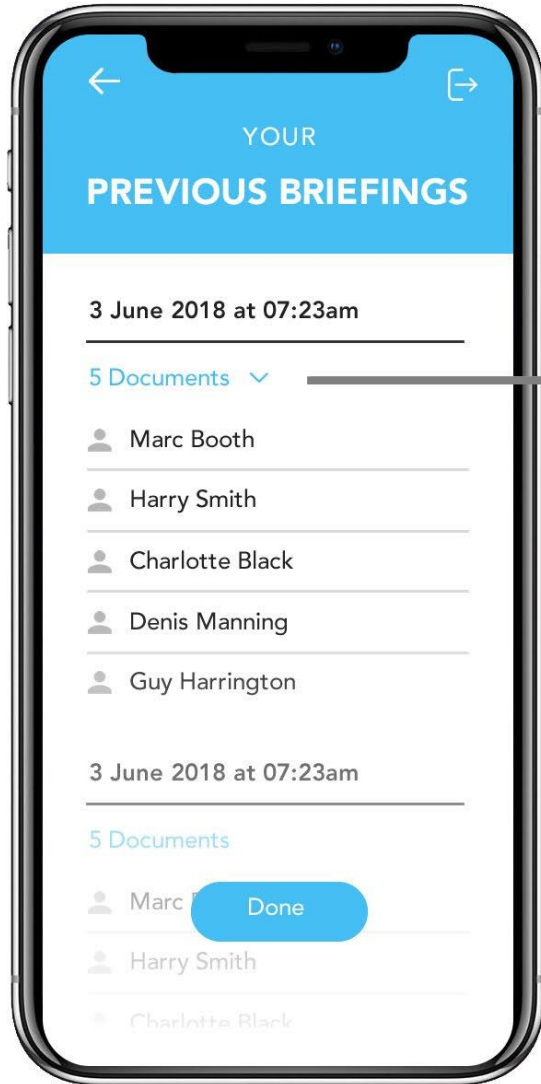 YOUR
PREVIOUS BRIEFINGS
3 June 2018 at 07:23am
5 Documents
Marc Booth
Harry Smith
Charlotte Black
Denis Manning
Guy Harrington
3 June 2018 at 07:23am
5 Documents
Marc
Done
Harry Smith
Charlotte Black